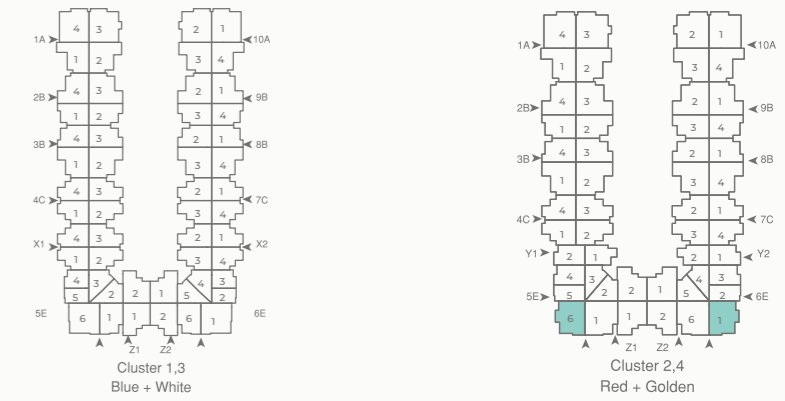 4 3 2 1
1A 10A
1 2 3 4
4 3 2 1
2B 9B
1 2 3 4
4 3 2 1
3B 8B
1 2 3 4
4 3 2 1
4C 7C
1 2 3 4
4 3 2 1
X1 X2
1 2 3 4
4 3 4 3
5 2 2 1 5 2
5E 6 1 1 2 6 1 6E
Z1 Z2
Cluster 1,3
Blue + White
4 3 2 1
1A 10A
1 2 3 4
4 3 2 1
2B 9B
1 2 3 4
4 3 2 1
3B 8B
1 2 3 4
4 3 2 1
4C 7C
1 2 3 4
Y1 2 1 2 1 Y2
4 3 4 3
5E 5 2 2 1 5 2 6E
6 1 1 2 6 1
Z1 Z2
Cluster 2,4
Red + Golden